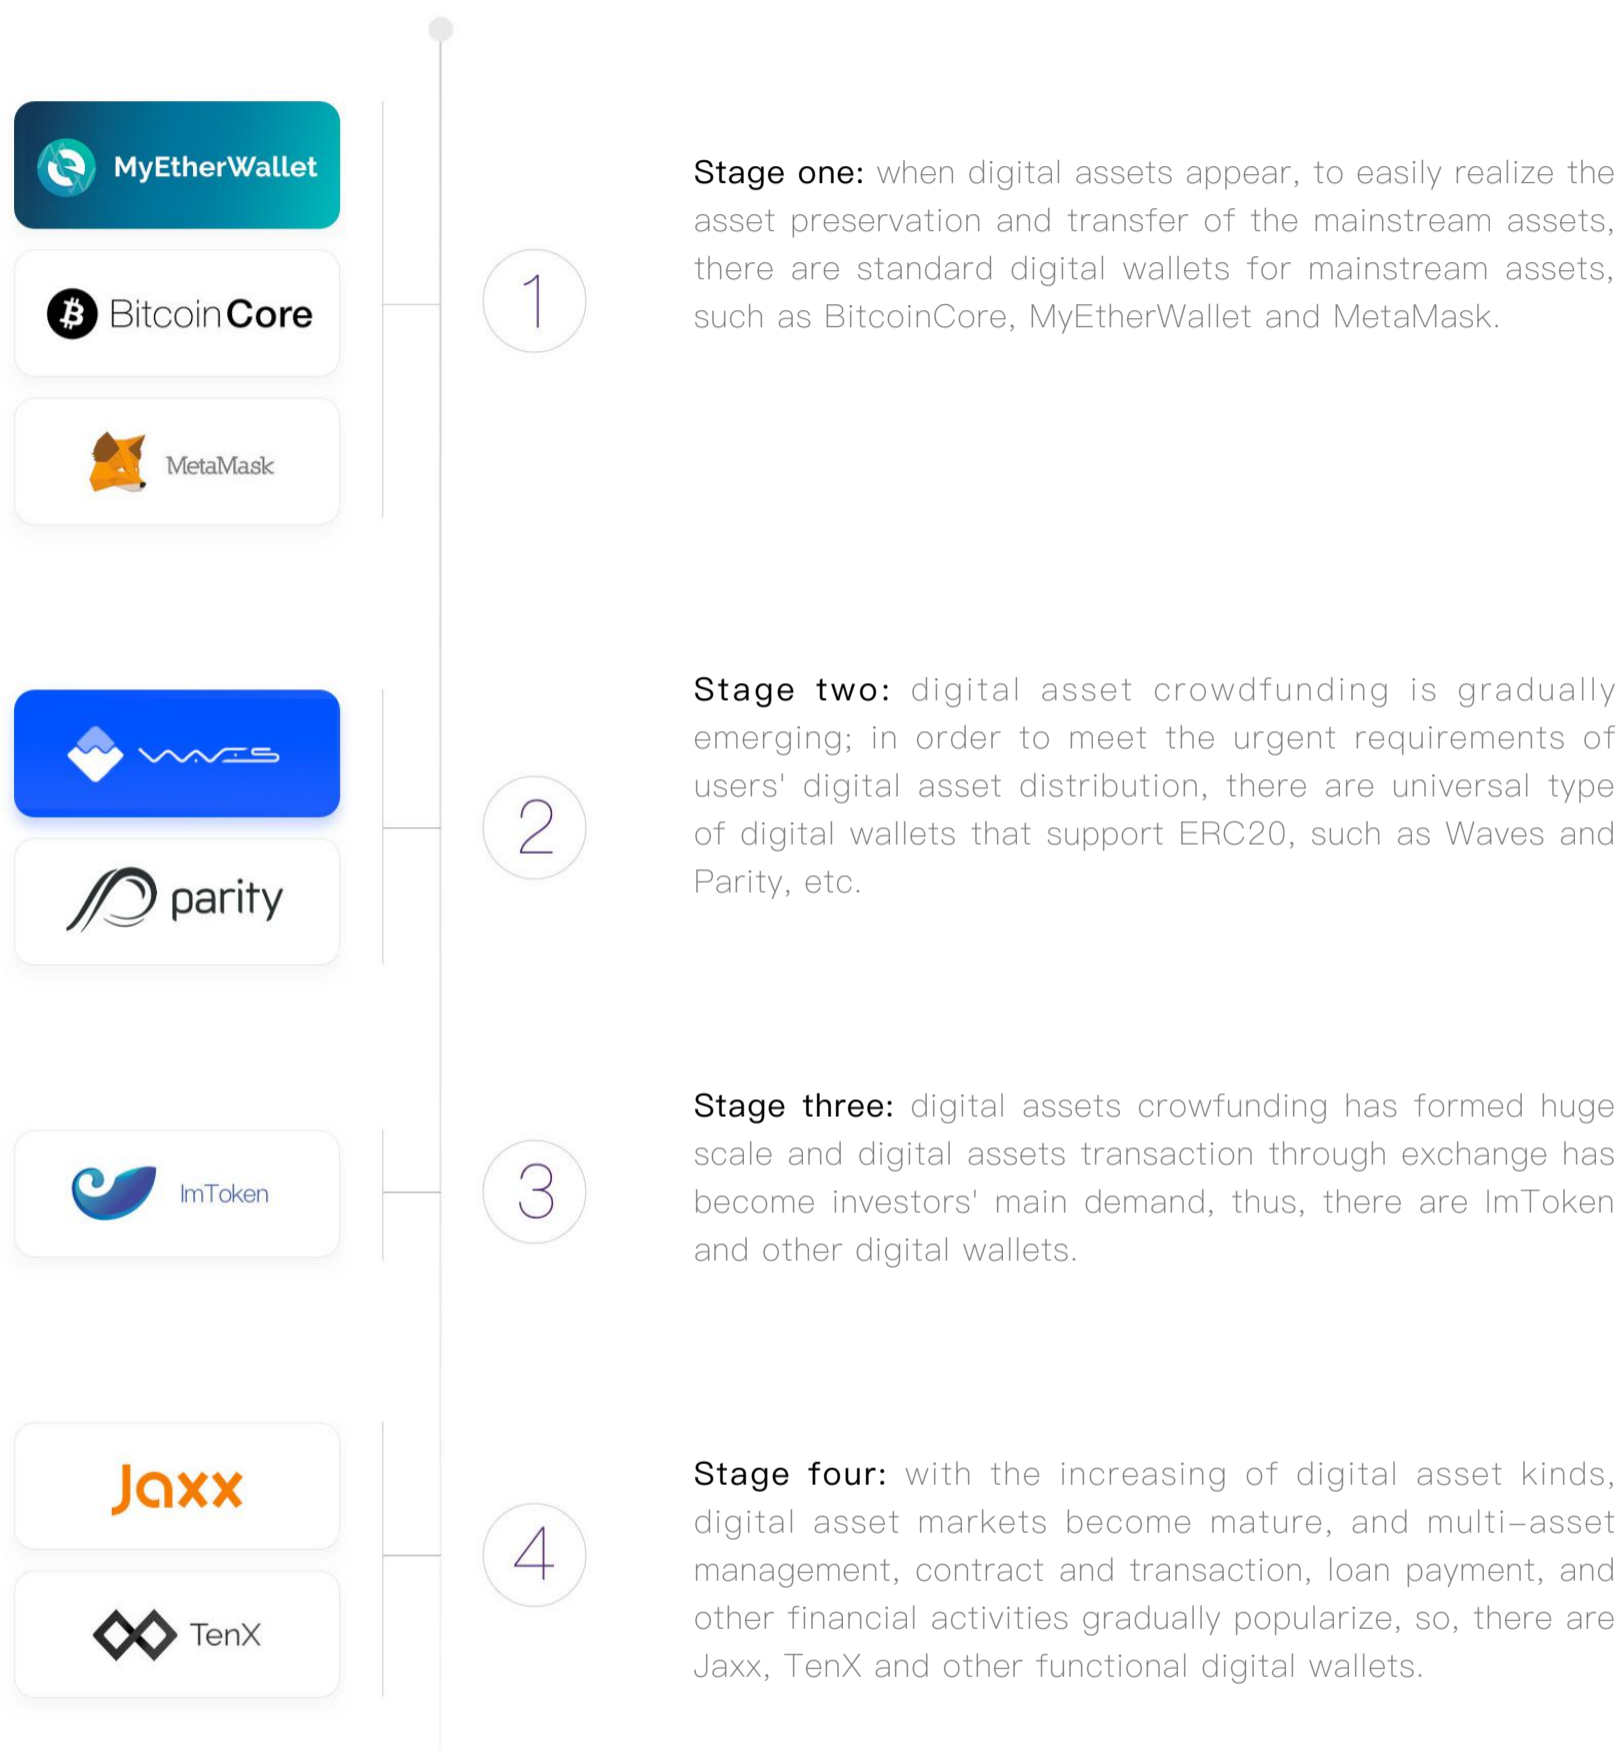 MyEtherWallet
BitcoinCore
MetaMask
1
Stage one: when digital assets appear, to easily realize the
asset preservation and transfer of the mainstream assets,
there are standard digital wallets for mainstream assets,
such as BitcoinCore, MyEtherWallet and MetaMask.
WAVES
parity
2
Stage two: digital asset crowdfunding is gradually
emerging; in order to meet the urgent requirements of
users' digital asset distribution, there are universal type
of digital wallets that support ERC20, such as Waves and
Parity, etc.
ImToken
3
Stage three: digital assets crowfunding has formed huge
scale and digital assets transaction through exchange has
become investors' main demand, thus, there are ImToken
and other digital wallets.
Jaxx
TenX
4
Stage four: with the increasing of digital asset kinds,
digital asset markets become mature, and multi–asset
management, contract and transaction, loan payment, and
other financial activities gradually popularize, so, there are
Jaxx, TenX and other functional digital wallets.